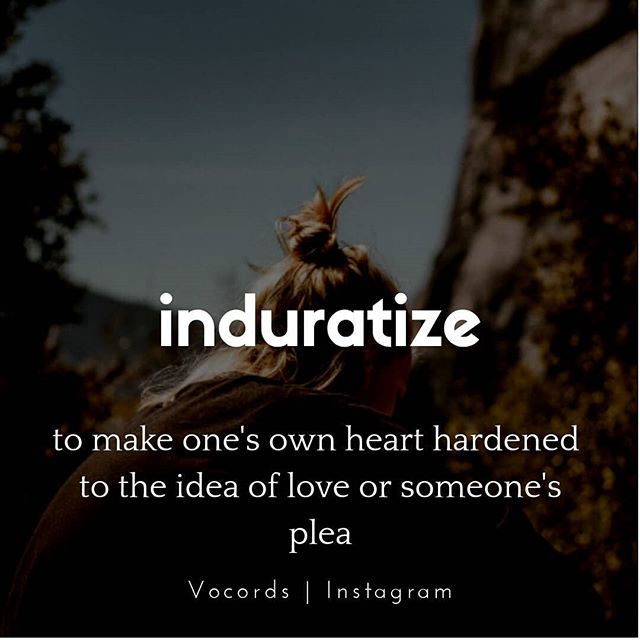 induratize
to make one's own heart hardened
to the idea of love or someone's
plea
Vocords | Instagram